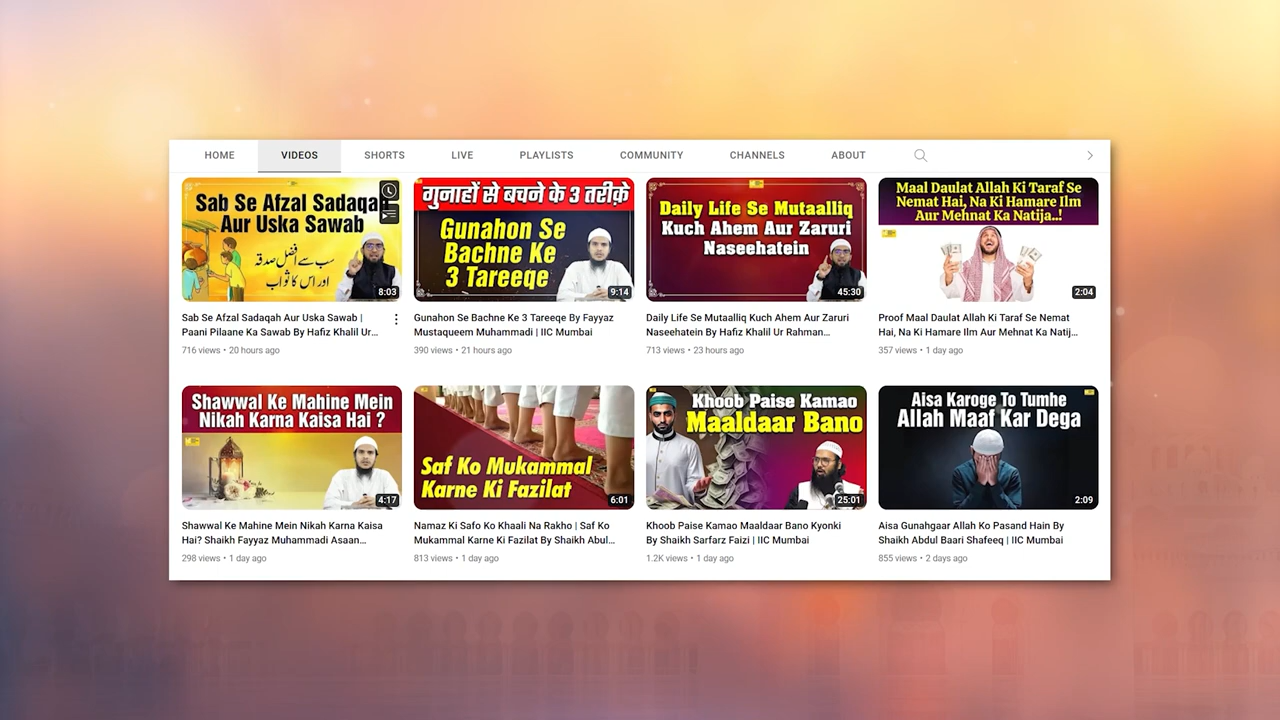 HOME VIDEOS SHORTS LIVE PLAYLISTS COMMUNITY CHANNELS ABOUT
Sab Se Afzal Sadaqah
Aur Uska Sawab
سب سے افضل صدقہ
اور اس کا ثواب
8:03
गुनाहों से बचने के 3 तरीक़े
Gunahon Se
Bachne Ke
3 Tareeqe
9:14
Daily Life Se Mutaalliq
Kuch Ahem Aur Zaruri
Naseehatein
45:30
Maal Daulat Allah Ki Taraf Se
Nemat Hai, Na Ki Hamare Ilm
Aur Mehnat Ka Natija..!
2:04
Sab Se Afzal Sadaqah Aur Uska Sawab |
Paani Pilaane Ka Sawab By Hafiz Khalil Ur...
716 views • 20 hours ago
Gunahon Se Bachne Ke 3 Tareeqe By Fayyaz
Mustaqueem Muhammadi | IIC Mumbai
390 views • 21 hours ago
Daily Life Se Mutaalliq Kuch Ahem Aur Zaruri
Naseehatein By Hafiz Khalil Ur Rahman...
713 views • 23 hours ago
Proof Maal Daulat Allah Ki Taraf Se Nemat
Hai, Na Ki Hamare Ilm Aur Mehnat Ka Natij...
357 views • 1 day ago
Shawwal Ke Mahine Mein
Nikah Karna Kaisa Hai ?
4:17
Saf Ko Mukammal
Karne Ki Fazilat
6:01
Khoob Paise Kamao
Maaldaar Bano
25:01
Aisa Karoge To Tumhe
Allah Maaf Kar Dega
2:09
Shawwal Ke Mahine Mein Nikah Karna Kaisa
Hai? Shaikh Fayyaz Muhammadi Asaan...
298 views • 1 day ago
Namaz Ki Safo Ko Khaali Na Rakho | Saf Ko
Mukammal Karne Ki Fazilat By Shaikh Abul...
813 views • 1 day ago
Khoob Paise Kamao Maaldaar Bano Kyonki
By Shaikh Sarfarz Faizi | IIC Mumbai
1.2K views • 1 day ago
Aisa Gunahgaar Allah Ko Pasand Hain By
Shaikh Abdul Baari Shafeeq | IIC Mumbai
855 views • 2 days ago